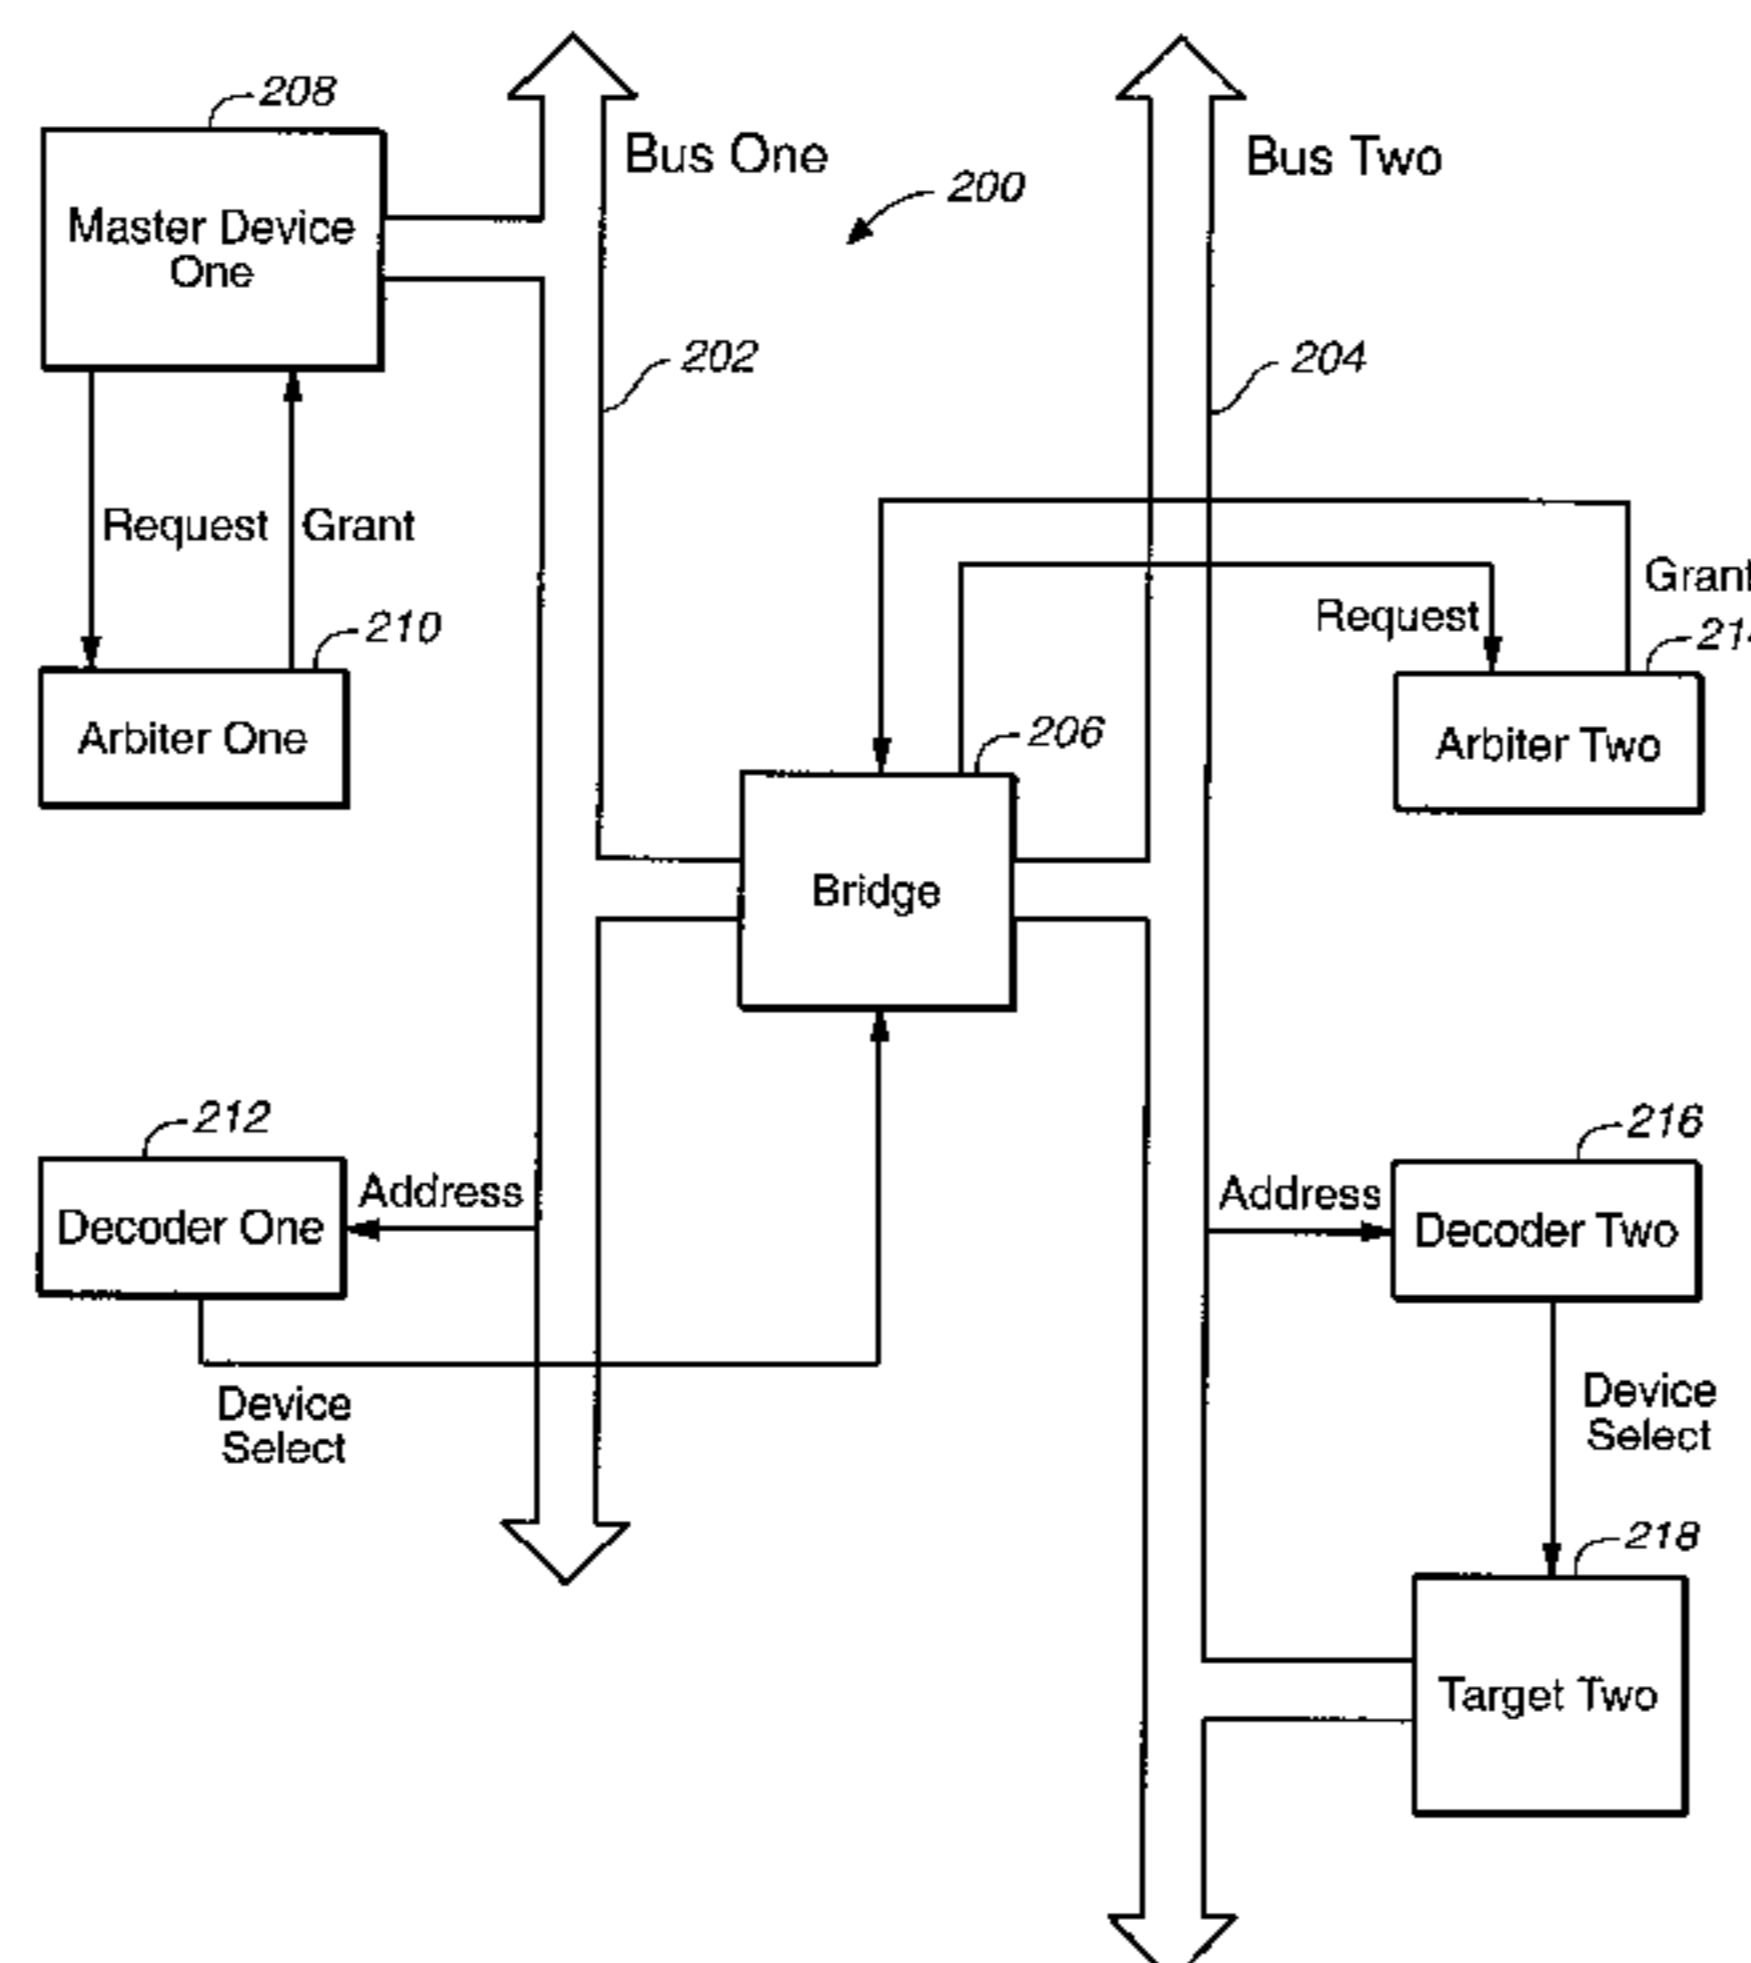 208
Bus One
Bus Two
200
Master Device
One
202
204
Request
Grant
Grant
Request
210
Arbiter One
206
Arbiter Two
Bridge
212
216
Address
Decoder One
Address
Decoder Two
Device
Select
Device
Select
218
Target Two